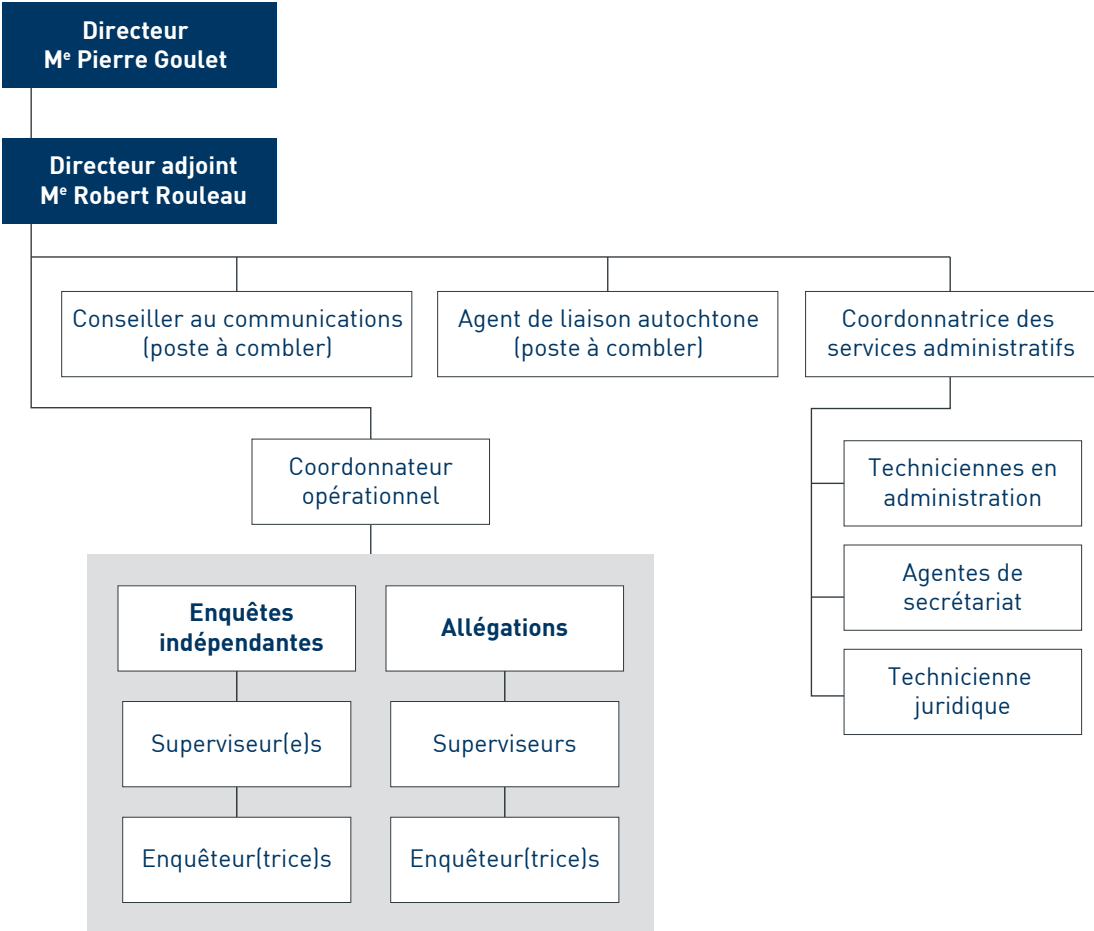 Directeur
Me Pierre Goulet
Directeur adjoint
Me Robert Rouleau
Conseiller au communications
(poste à combler)
Agent de liaison autochtone
(poste à combler)
Coordonnatrice des
services administratifs
Coordonnateur
opérationnel
Techniciennes en
administration
Agentes de
secrétariat
Technicienne
juridique
Enquêtes
indépendantes
Allégations
Superviseur(e)s
Superviseurs
Enquêteur(trice)s
Enquêteur(trice)s